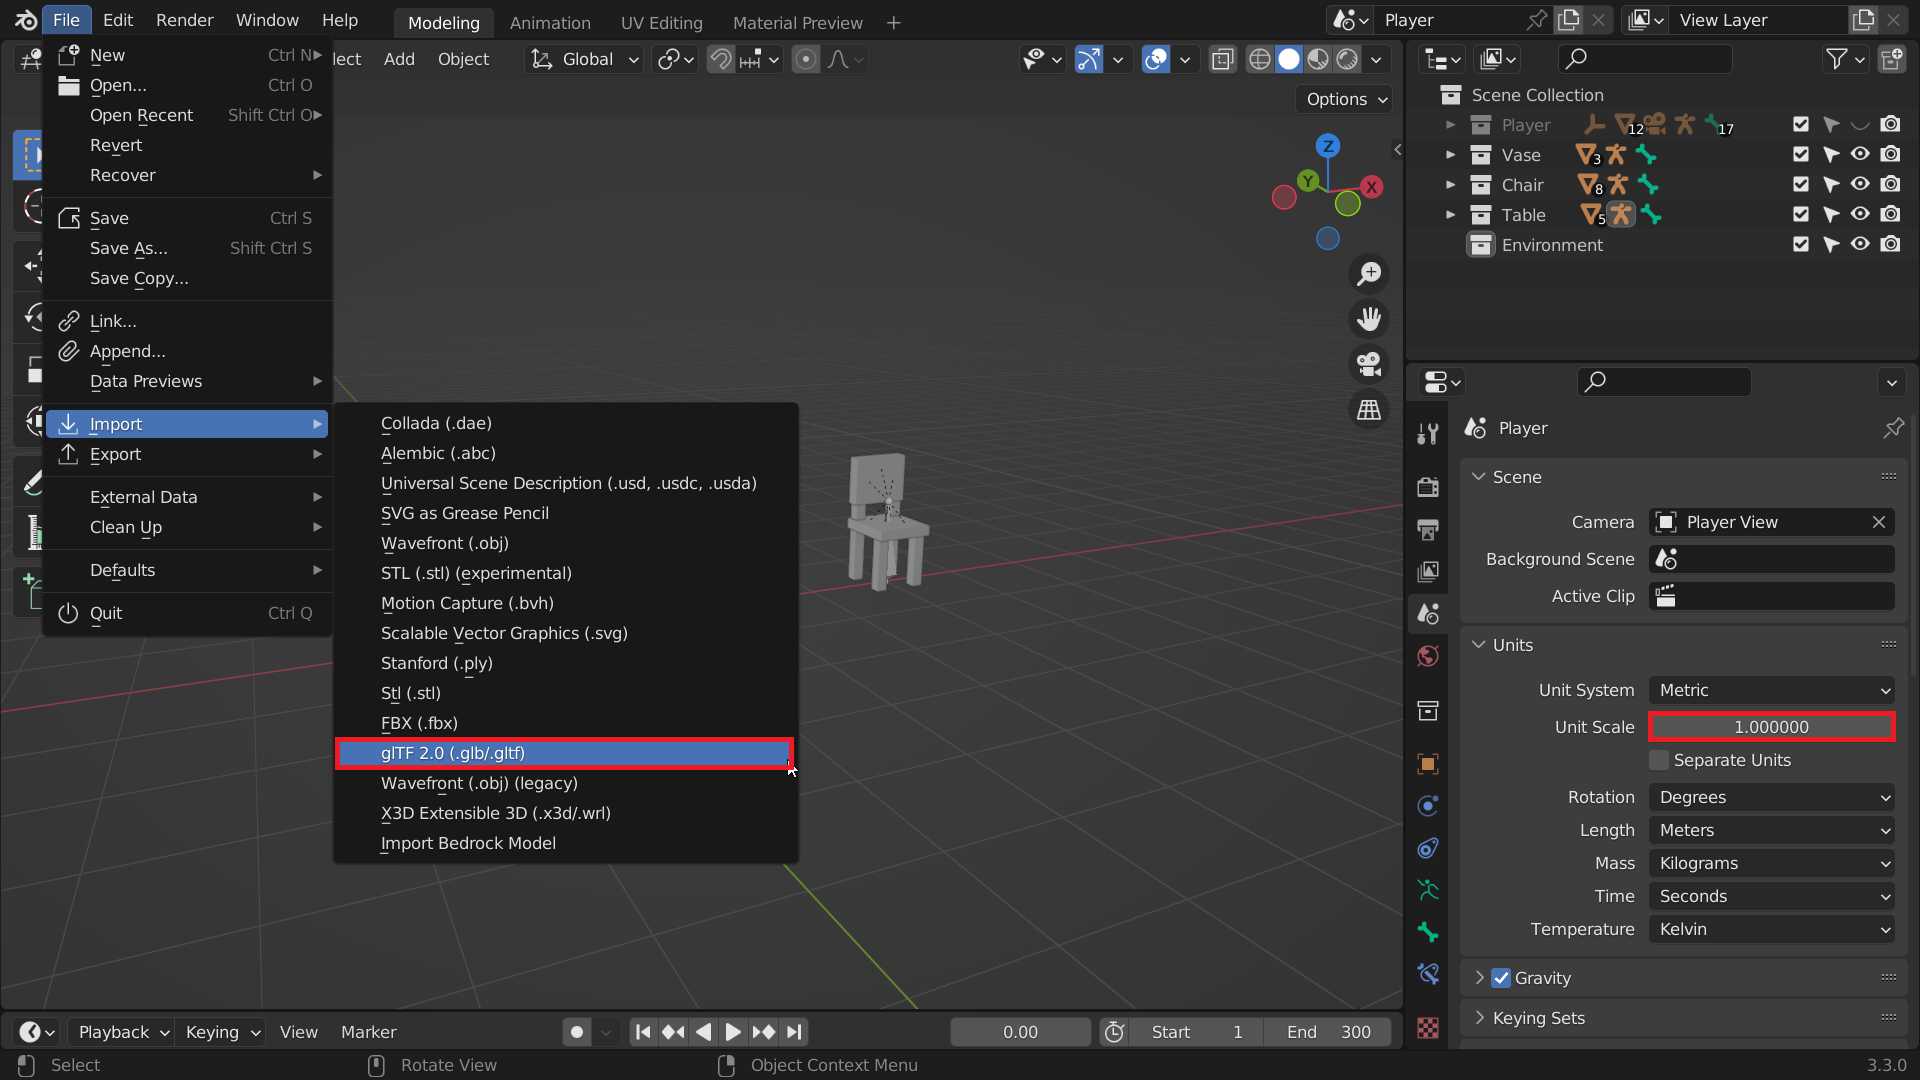 File Edit Render Window Help Modeling Animation UV Editing Material Preview + Player View Layer
lect Add Object Global
Options
New Ctrl N
Open... Ctrl O
Open Recent Shift Ctrl O
Revert
Recover
Save Ctrl S
Save As... Shift Ctrl S
Save Copy...
Link...
Append...
Data Previews
Import
Export
External Data
Clean Up
Defaults
Quit Ctrl Q
Collada (.dae)
Alembic (.abc)
Universal Scene Description (.usd, .usdc, .usda)
SVG as Grease Pencil
Wavefront (.obj)
STL (.stl) (experimental)
Motion Capture (.bvh)
Scalable Vector Graphics (.svg)
Stanford (.ply)
Stl (.stl)
FBX (.fbx)
glTF 2.0 (.glb/.gltf)
Wavefront (.obj) (legacy)
X3D Extensible 3D (.x3d/.wrl)
Import Bedrock Model
Z
Y
X
Scene Collection
Player 12 17
Vase 3
Chair 8
Table 5
Environment
Player
Scene
Camera Player View
Background Scene
Active Clip
Units
Unit System Metric
Unit Scale 1.000000
Separate Units
Rotation Degrees
Length Meters
Mass Kilograms
Time Seconds
Temperature Kelvin
Gravity
Keying Sets
Playback Keying View Marker 0.00 Start 1 End 300
Select Rotate View Object Context Menu 3.3.0